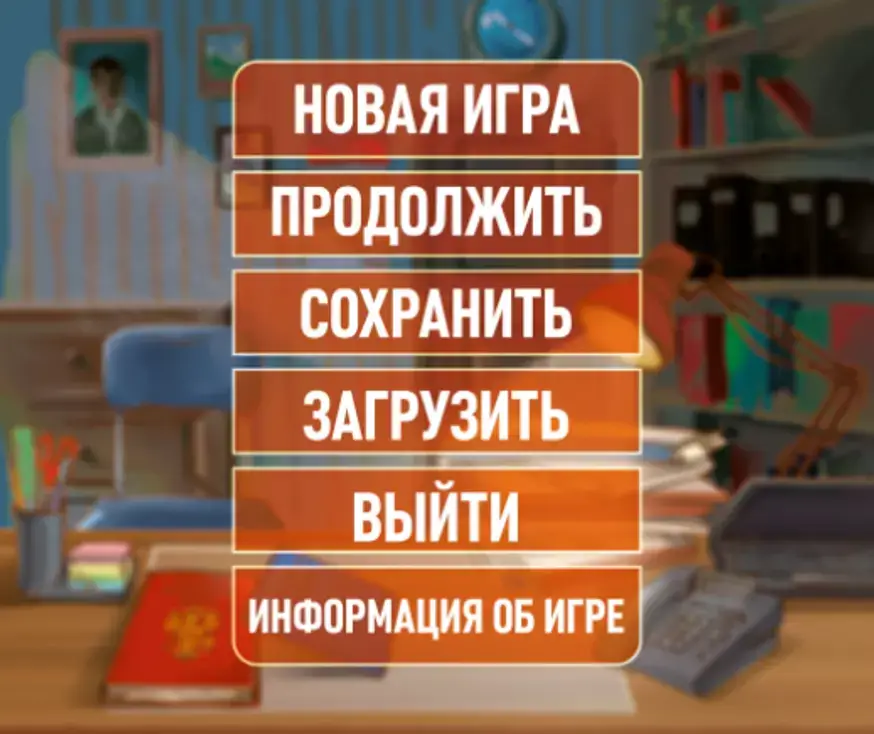 НОВАЯ ИГРА
ПРОДОЛЖИТЬ
СОХРАНИТЬ
ЗАГРУЗИТЬ
ВЫЙТИ
ИНФОРМАЦИЯ ОБ ИГРЕ